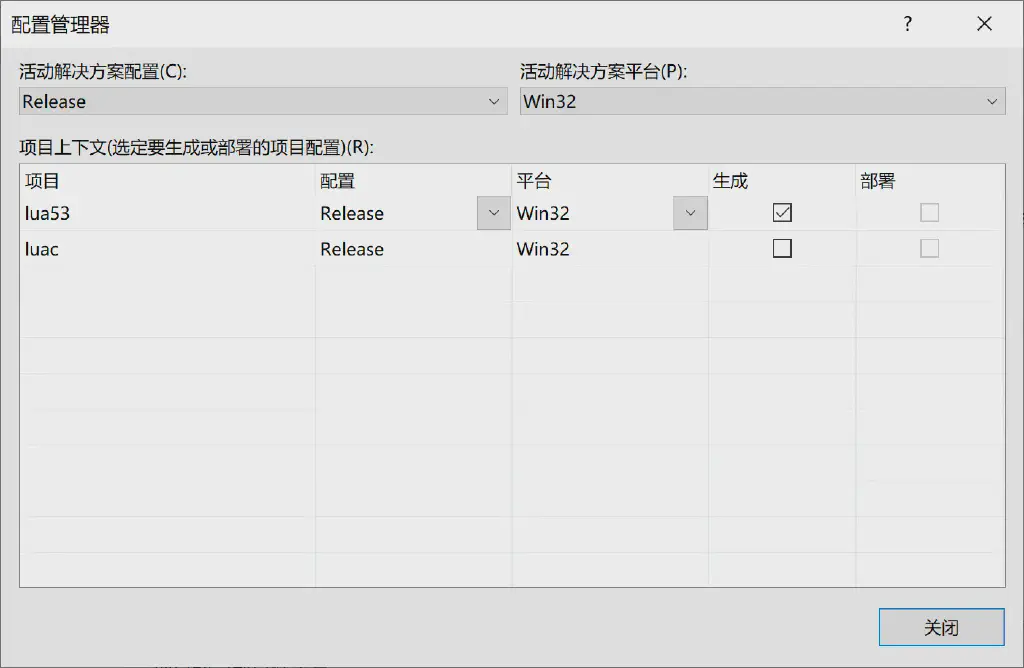 配置管理器 ?
活动解决方案配置(C): 活动解决方案平台(P):
Release Win32
项目上下文(选定要生成或部署的项目配置)(R):
项目 配置 平台 生成 部署
lua53 Release Win32
luac Release Win32
关闭